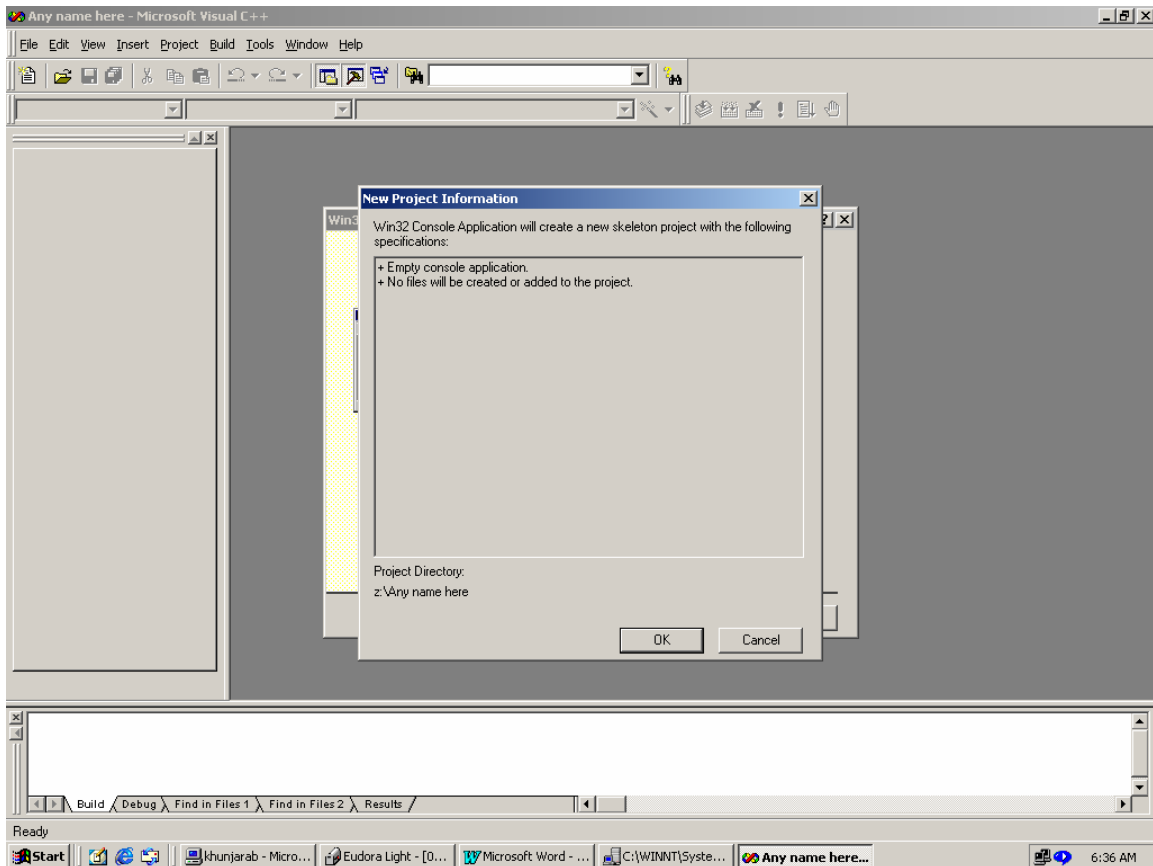 Any name here - Microsoft Visual C++
File Edit View Insert Project Build Tools Window Help
New Project Information
Win3
Win32 Console Application will create a new skeleton project with the following
specifications:
+ Empty console application.
+ No files will be created or added to the project.
Project Directory:
z:\Any name here
OK Cancel
Build Debug Find in Files 1 Find in Files 2 Results
Ready
Start khunjarab - Micro... Eudora Light - [0... Microsoft Word - ... C:\WINNT\Syste... Any name here... 6:36 AM